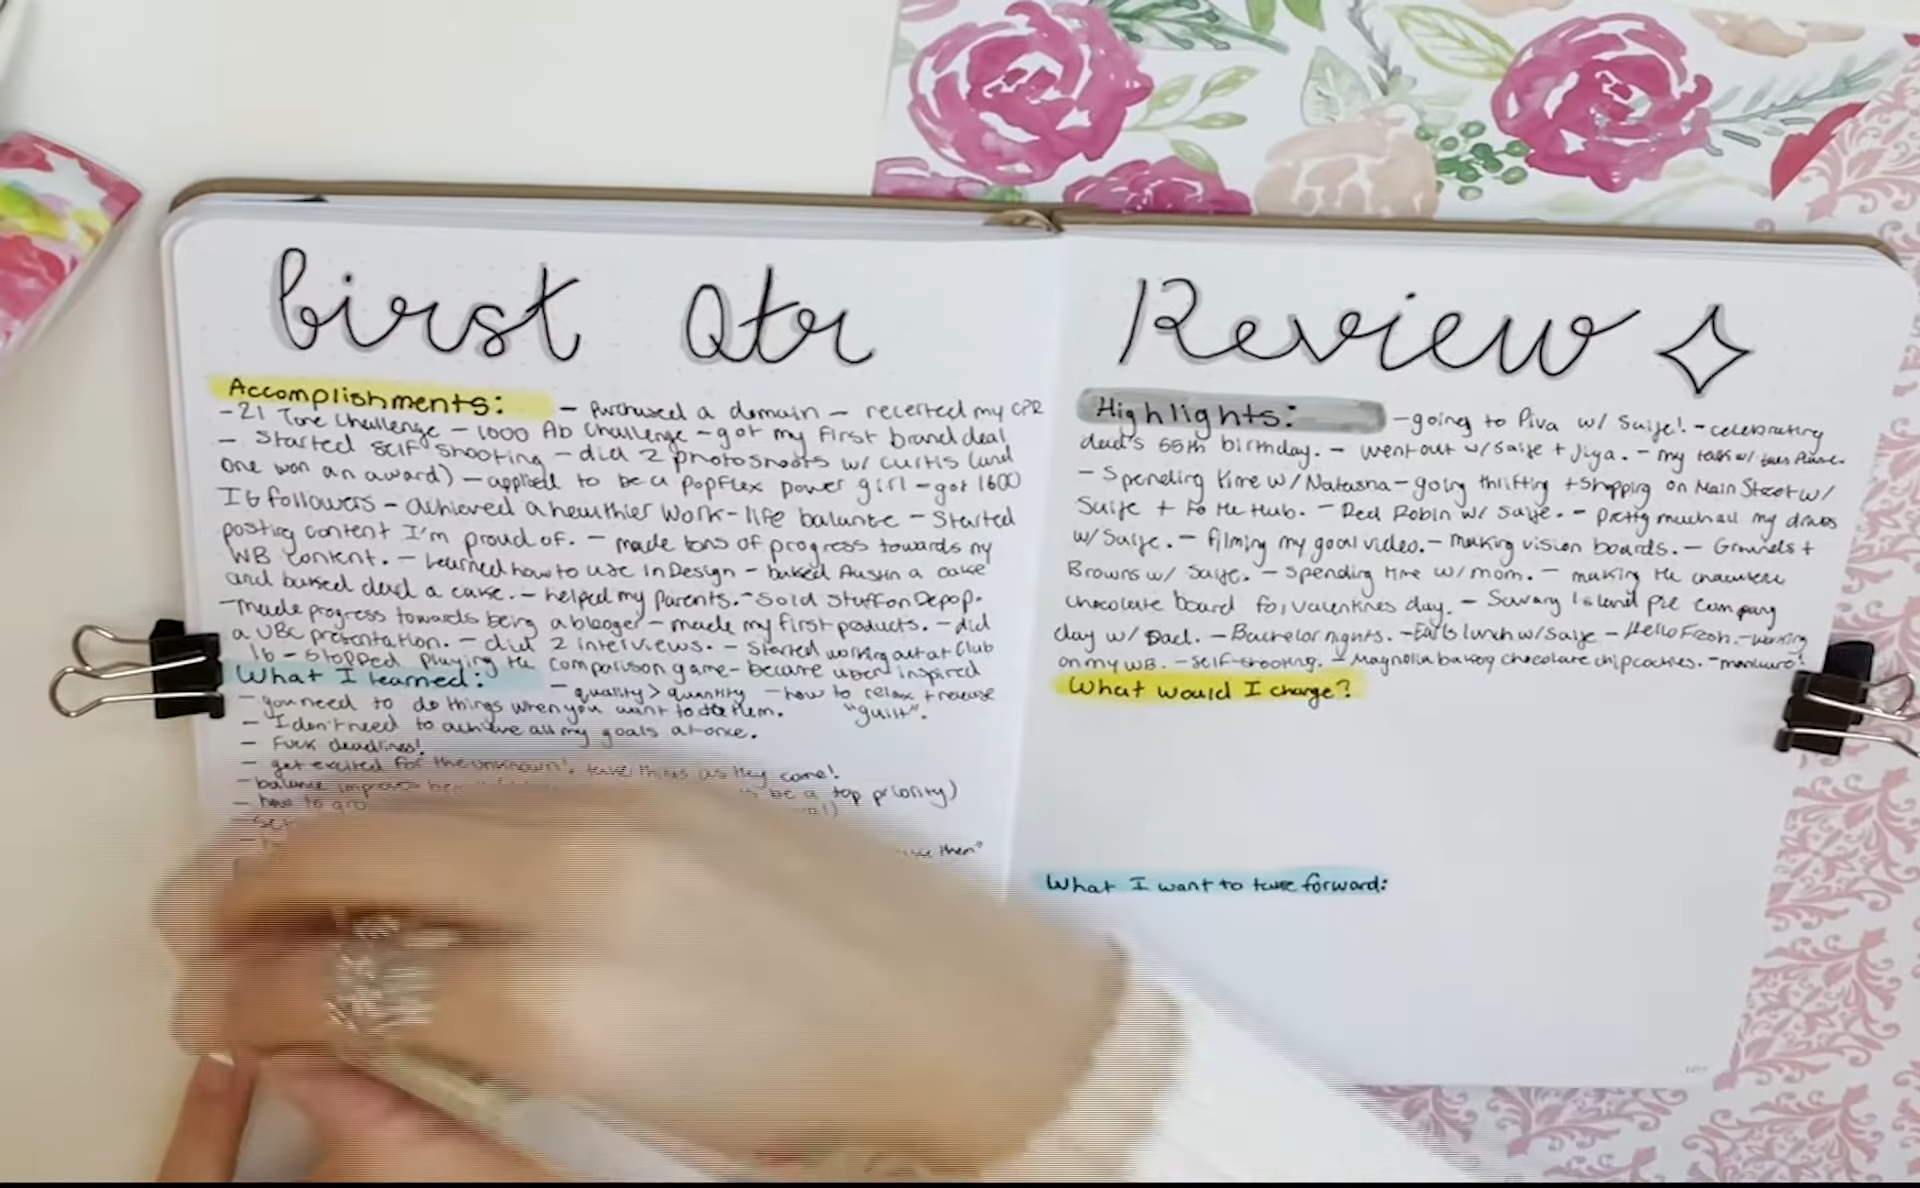 first Qtr Review
Accomplishments: - Purchased a domain - recerted my CPR
- 21 Tone Challenge - 1000 Ab Challenge - got my first brand deal
- Started self shooting - did 2 photoshoots w/ Curtis (and
one won an award) - applied to be a popflex power girl - got 1600
IG followers - achieved a healthier work-life balance - Started
posting content I'm proud of. - made tons of progress towards my
WB content. - Learned how to use InDesign - baked Austin a cake
and baked dad a cake. - helped my parents. - Sold stuff on Depop.
- made progress towards being a blogger - made my first products. - did
a UBC presentation. - did 2 interviews. - Started working out at Club
16 - stopped playing the comparison game - became uber inspired
What I learned: - quality > quantity - how to relax + release
"guilt".
- you need to do things when you want to do them.
- I don't need to achieve all my goals at once.
- Fuck deadlines!
- get excited for the unknown! take things as they come!
- balance improves be a top priority)
- how to
then"
Highlights: - going to Piva w/ Saije! - celebrating
dad's 55th birthday. - went out w/ Saije + Jiya. - my talk w/
- Spending time w/ Natasha - going thrifting + shopping on Main Street w/
Saije + Fo the Hub. - Red Robin w/ Saije. - pretty much all my drives
w/ Saije. - filming my goal video. - making vision boards. - Grounds +
Browns w/ Saije. - spending time w/ mom. - making the
chocolate board for valentines day. - Savary Island Pie Company
day w/ Dad. - Bachelor nights. - Earls lunch w/ Saije - Hello Fresh. - working
on my WB. - self-shooting. - Magnolia bakery chocolate chip cookies. -
What would I change?
What I want to take forward: